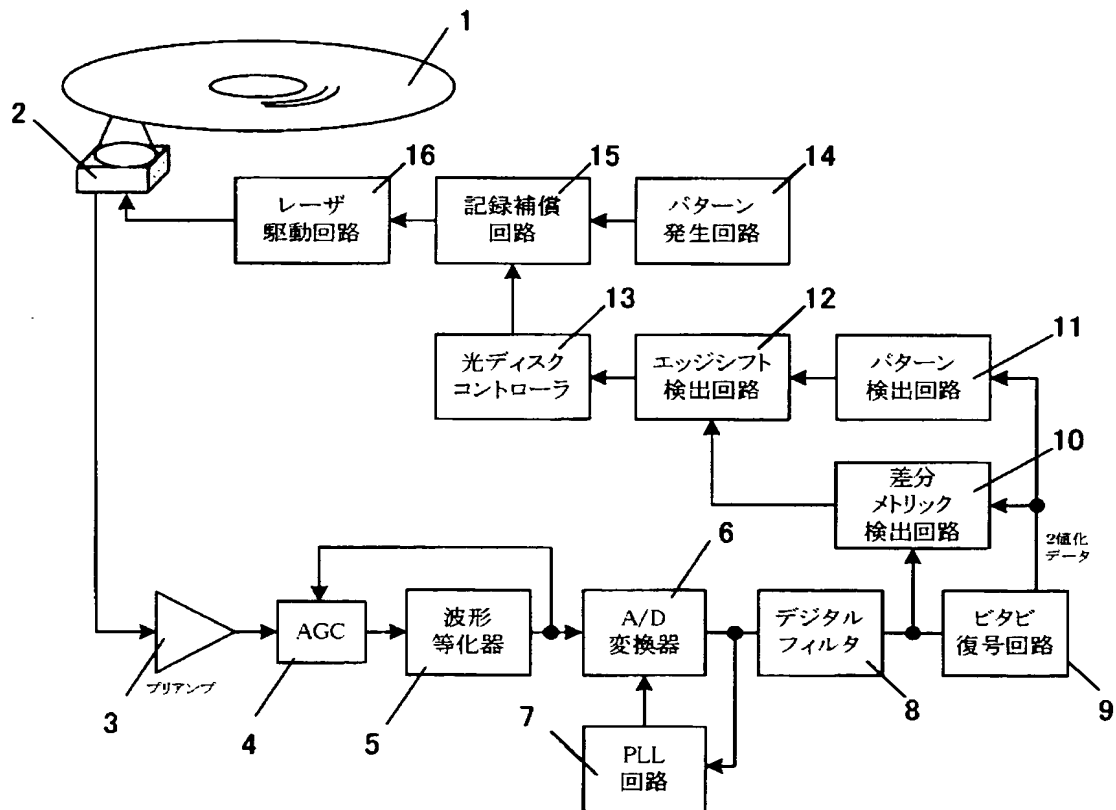 1
2
16
15
14
レーザ
駆動回路
記録補償
回路
パターン
発生回路
13
12
11
光ディスク
コントローラ
エッジシフト
検出回路
パターン
検出回路
10
差分
メトリック
検出回路
2値化
データ
6
AGC
波形
等化器
A/D
変換器
デジタル
フィルタ
ビタビ
復号回路
プリアンプ
3
4
5
7
8
9
PLL
回路